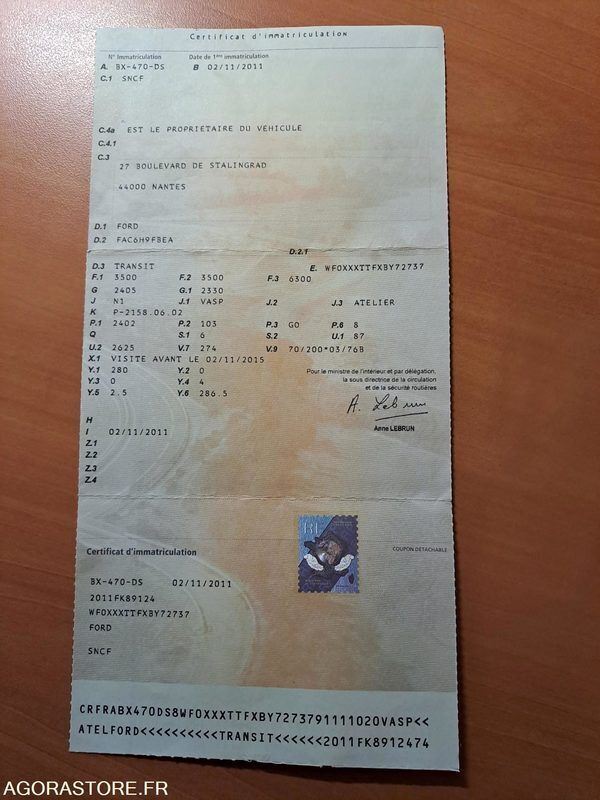 Certificat d'immatriculation
N° Immatriculation Date de 1ère immatriculation
A. BX-470-DS B 02/11/2011
C.1 SNCF
C.4a EST LE PROPRIETAIRE DU VÉHICULE
C.4.1
C.3
27 BOULEVARD DE STALINGRAD
44000 NANTES
D.1 FORD
D.2 FAC6H9FBEA
D.2.1
D.3 TRANSIT E. WF0XXXTTFXBY72737
F.1 3500 F.2 3500 F.3 6300
G 2405 G.1 2330
J N1 J.1 VASP J.2 J.3 ATELIER
K P-2158.06.02
P.1 2402 P.2 103 P.3 GO P.6 8
Q S.1 6 S.2 U.1 87
U.2 2625 V.7 274 V.9 70/200*03/76B
X.1 VISITE AVANT LE 02/11/2015
Y.1 280 Y.2 0
Y.3 0 Y.4 4
Y.5 2.5 Y.6 286.5
Pour le ministre de l'intérieur et par délégation,
la sous directrice de la circulation
et de la sécurité routières
A. Lebrun
Anne LEBRUN
H
I 02/11/2011
Z.1
Z.2
Z.3
Z.4
Certificat d'immatriculation COUPON DÉTACHABLE
BX-470-DS 02/11/2011
2011FK89124
WF0XXXTTFXBY72737
FORD
SNCF
CRFRABX470DS8WF0XXXTTFXBY7273791111020VASP<<
ATELFORD<<<<<<<<<<TRANSIT<<<<<<2011FK8912474
AGORASTORE.FR